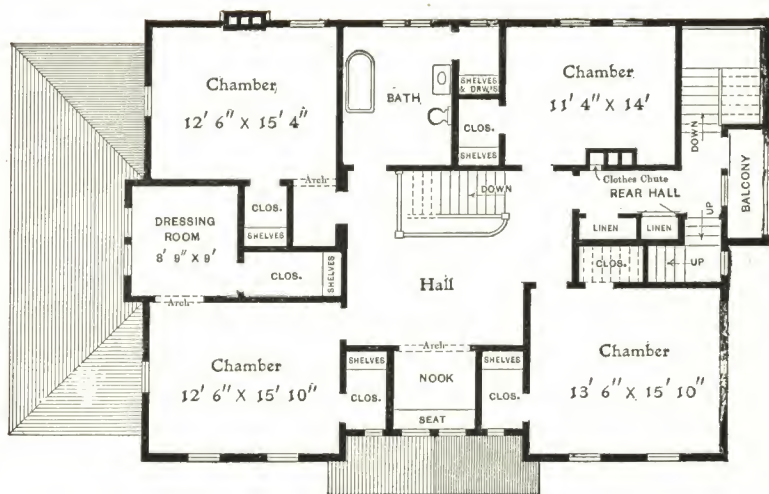 Chamber
12' 6" X 15' 4"
BATH
SHELVES
& DRW'S
CLOS.
SHELVES
Chamber
11' 4" X 14'
DOWN
BALCONY
Arch
CLOS.
SHELVES
DOWN
Clothes Chute
REAR HALL
LINEN
LINEN
UP
DRESSING
ROOM
8' 9" X 9'
CLOS.
SHELVES
Hall
CLOS.
UP
Arch
Chamber
12' 6" X 15' 10"
SHELVES
CLOS.
Arch
NOOK
SEAT
SHELVES
CLOS.
Chamber
13' 6" X 15' 10"